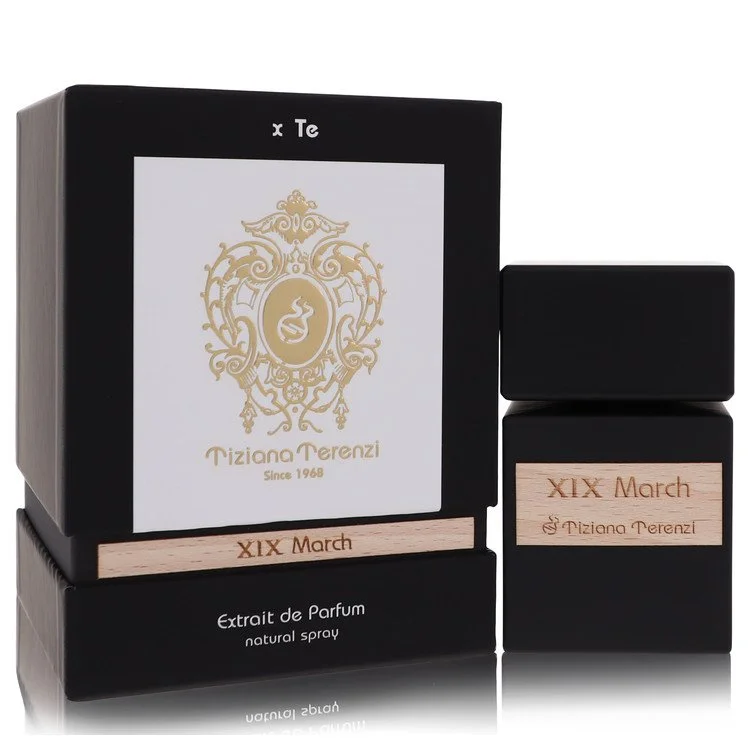 x Te
Tiziana Terenzi
Since 1968
XIX March
Extrait de Parfum
natural spray
XIX March
Tiziana Terenzi